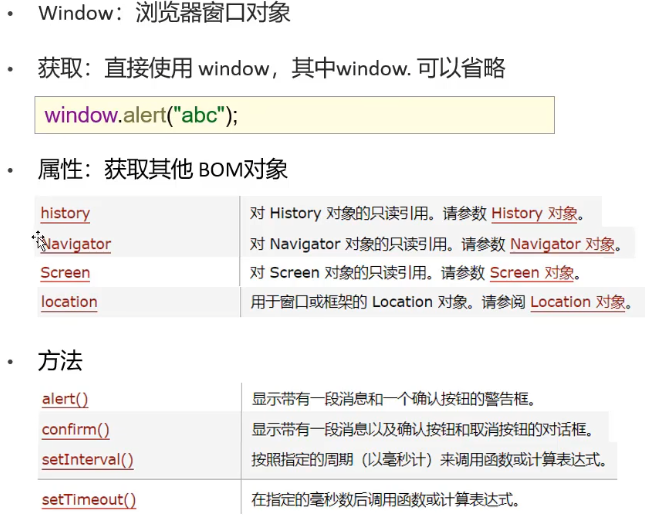 • Window：浏览器窗口对象
• 获取：直接使用 window，其中window. 可以省略
window.alert("abc");
• 属性：获取其他 BOM对象
history 对 History 对象的只读引用。请参数 History 对象。
Navigator 对 Navigator 对象的只读引用。请参数 Navigator 对象。
Screen 对 Screen 对象的只读引用。请参数 Screen 对象。
location 用于窗口或框架的 Location 对象。请参阅 Location 对象。
• 方法
alert() 显示带有一段消息和一个确认按钮的警告框。
confirm() 显示带有一段消息以及确认按钮和取消按钮的对话框。
setInterval() 按照指定的周期（以毫秒计）来调用函数或计算表达式。
setTimeout() 在指定的毫秒数后调用函数或计算表达式。